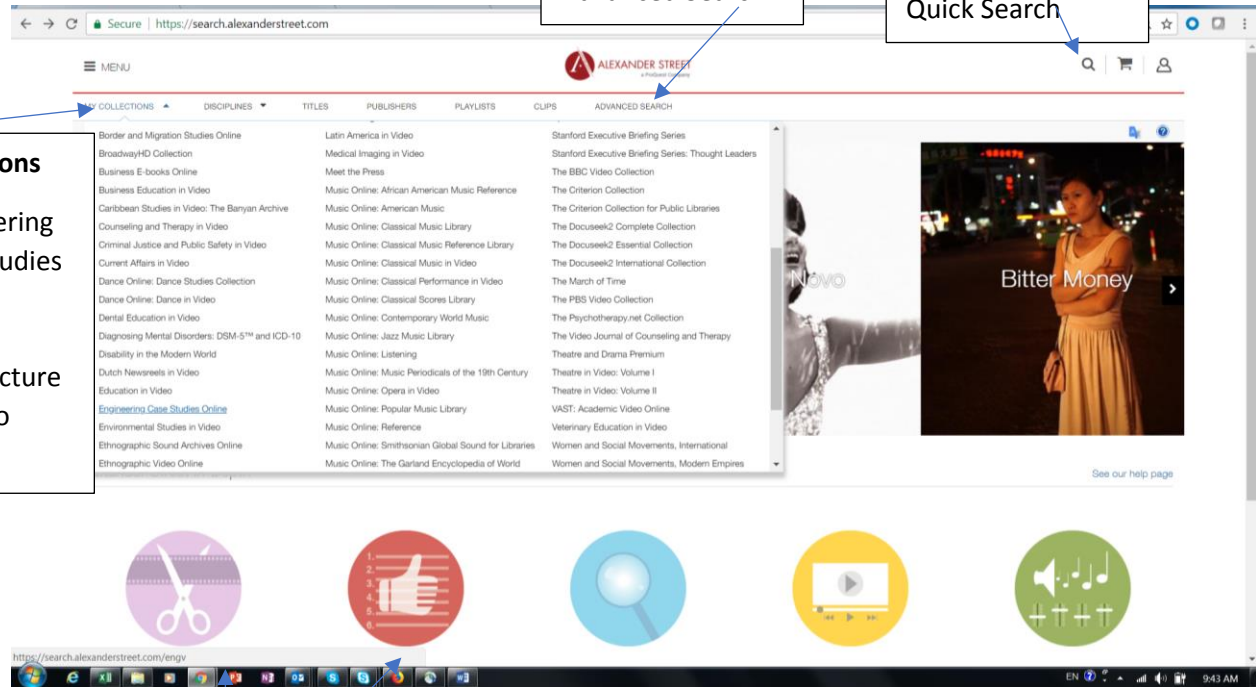 Quick Search
Secure | https://search.alexanderstreet.com
MENU
ALEXANDER STREET
a ProQuest Company
MY COLLECTIONS
DISCIPLINES
TITLES
PUBLISHERS
PLAYLISTS
CLIPS
ADVANCED SEARCH
Border and Migration Studies Online
BroadwayHD Collection
Business E-books Online
Business Education in Video
Caribbean Studies in Video: The Banyan Archive
Counseling and Therapy in Video
Criminal Justice and Public Safety in Video
Current Affairs in Video
Dance Online: Dance Studies Collection
Dance Online: Dance in Video
Dental Education in Video
Diagnosing Mental Disorders: DSM-5™ and ICD-10
Disability in the Modern World
Dutch Newsreels in Video
Education in Video
Engineering Case Studies Online
Environmental Studies in Video
Ethnographic Sound Archives Online
Ethnographic Video Online
Latin America in Video
Medical Imaging in Video
Meet the Press
Music Online: African American Music Reference
Music Online: American Music
Music Online: Classical Music Library
Music Online: Classical Music Reference Library
Music Online: Classical Music in Video
Music Online: Classical Performance in Video
Music Online: Classical Scores Library
Music Online: Contemporary World Music
Music Online: Jazz Music Library
Music Online: Listening
Music Online: Music Periodicals of the 19th Century
Music Online: Opera in Video
Music Online: Popular Music Library
Music Online: Reference
Music Online: Smithsonian Global Sound for Libraries
Music Online: The Garland Encyclopedia of World
Stanford Executive Briefing Series
Stanford Executive Briefing Series: Thought Leaders
The BBC Video Collection
The Criterion Collection
The Criterion Collection for Public Libraries
The Docuseek2 Complete Collection
The Docuseek2 Essential Collection
The Docuseek2 International Collection
The March of Time
The PBS Video Collection
The Psychotherapy.net Collection
The Video Journal of Counseling and Therapy
Theatre and Drama Premium
Theatre in Video: Volume I
Theatre in Video: Volume II
VAST: Academic Video Online
Veterinary Education in Video
Women and Social Movements, International
Women and Social Movements, Modern Empires
ons
ering
udies
cture
o
Novo
Bitter Money
See our help page
1.
2.
3.
4.
5.
6.
https://search.alexanderstreet.com/engv
EN
9:43 AM